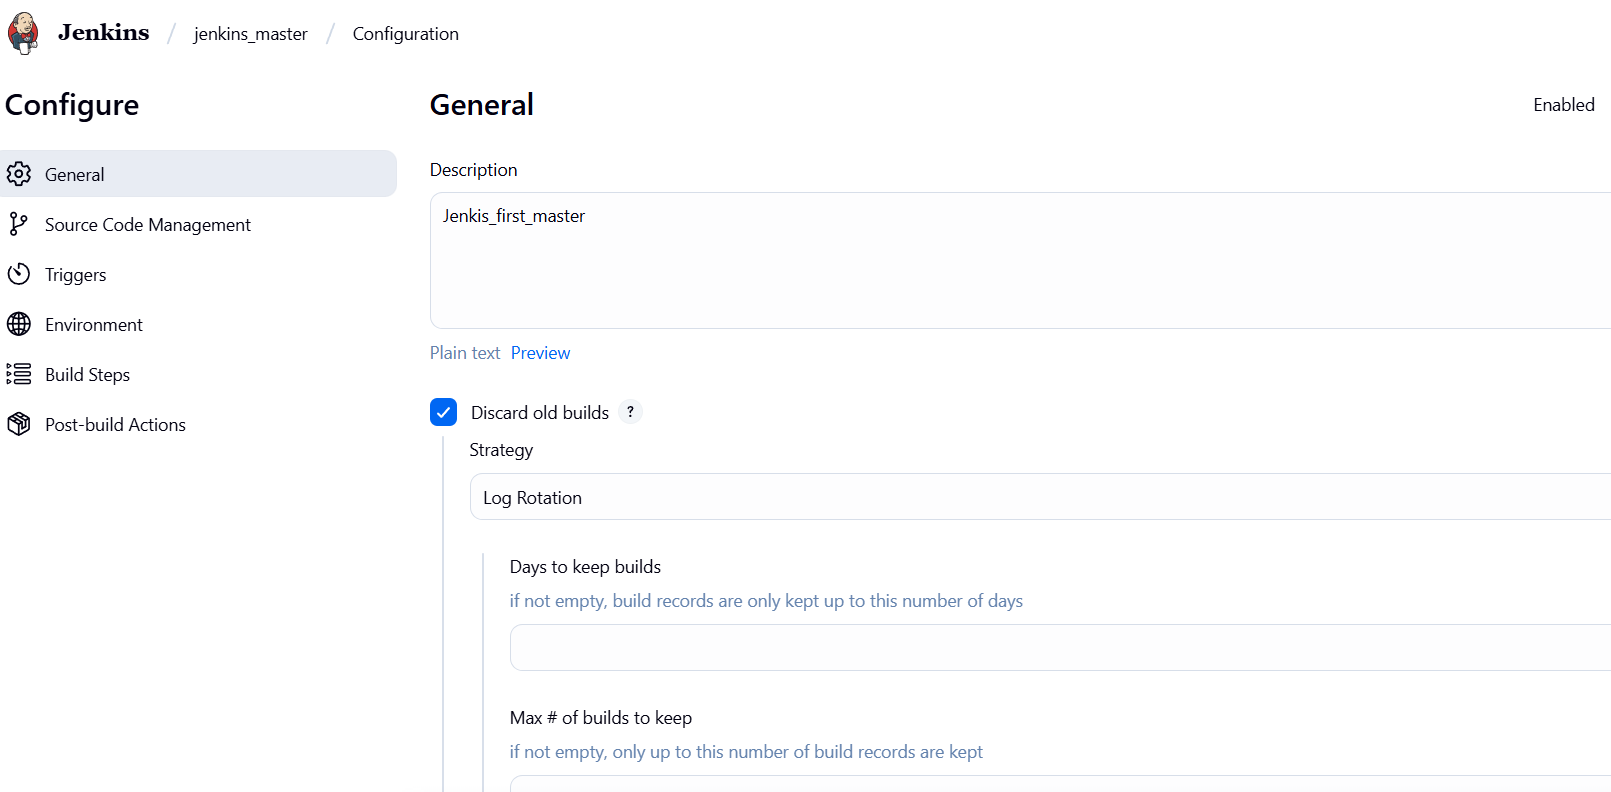 Jenkins / jenkins_master / Configuration
Configure
General
Source Code Management
Triggers
Environment
Build Steps
Post-build Actions
General
Enabled
Description
Jenkis_first_master
Plain text Preview
Discard old builds ?
Strategy
Log Rotation
Days to keep builds
if not empty, build records are only kept up to this number of days
Max # of builds to keep
if not empty, only up to this number of build records are kept